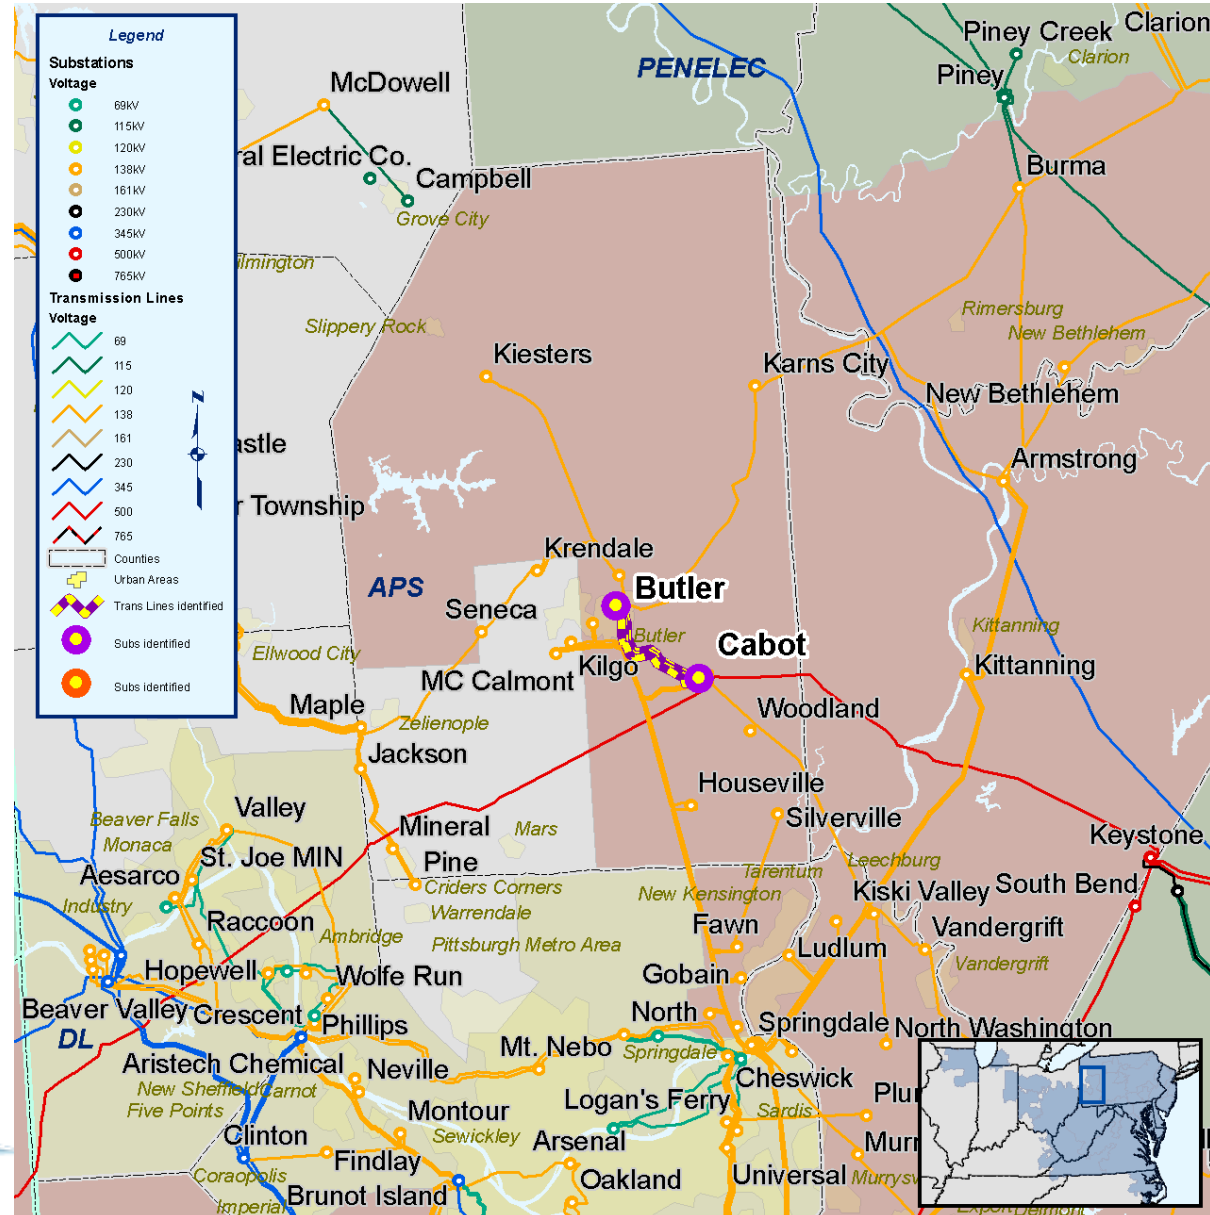 Legend
Substations
Voltage
69kV
115kV
120kV
138kV
161kV
230kV
345kV
500kV
765kV
Transmission Lines
Voltage
69
115
120
138
161
230
345
500
765
Counties
Urban Areas
Trans Lines identified
Subs identified
Subs identified
Z
PENELEC
Piney Creek
Clarion
Clarion
Piney
McDowell
ral Electric Co.
Campbell
Grove City
Burma
ilmington
Slippery Rock
Rimersburg
New Bethlehem
Kiesters
Karns City
New Bethlehem
astle
Armstrong
r Township
Krendale
APS
Butler
Seneca
Butler
Kittanning
Ellwood City
Cabot
Kilgo
MC Calmont
Kittanning
Maple
Zelienople
Woodland
Jackson
Houseville
Valley
Beaver Falls
Mineral
Mars
Silverville
Keystone
Monaca
St. Joe MIN
Pine
Leechburg
Aesarco
Criders Corners
Tarentum
New Kensington
Kiski Valley
South Bend
Industry
Warrendale
Raccoon
Ambridge
Pittsburgh Metro Area
Fawn
Ludlum
Vandergrift
Vandergrift
Hopewell
Wolfe Run
Gobain
Beaver Valley
Crescent
Phillips
North
Springdale
North Washington
DL
Mt. Nebo
Springdale
Aristech Chemical
Neville
Cheswick
New Sheffield
Carnot
Five Points
Montour
Logan's Ferry
Sardis
Plur
Clinton
Sewickley
Arsenal
Murr
Coraopolis
Findlay
Oakland
Universal
Murrysv
Imperial
Brunot Island
Export
Delmont